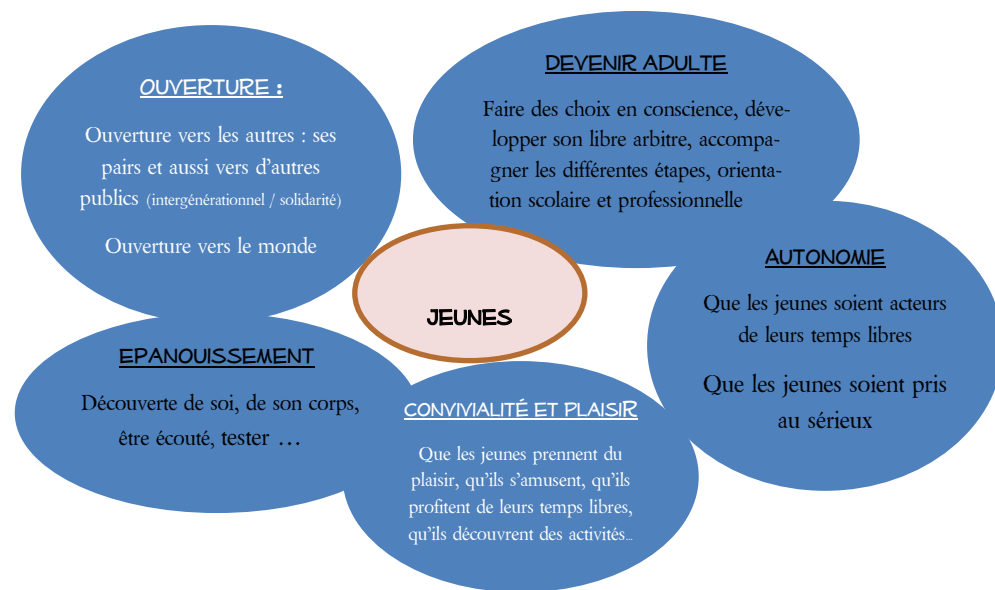 OUVERTURE :
Ouverture vers les autres : ses
pairs et aussi vers d'autres
publics (intergénérationnel / solidarité)
Ouverture vers le monde
DEVENIR ADULTE
Faire des choix en conscience, déve-
lopper son libre arbitre, accompa-
gner les différentes étapes, orienta-
tion scolaire et professionnelle
AUTONOMIE
Que les jeunes soient acteurs
de leurs temps libres
Que les jeunes soient pris
au sérieux
JEUNES
EPANOUISSEMENT
Découverte de soi, de son corps,
être écouté, tester …
CONVIVIALITÉ ET PLAISIR
Que les jeunes prennent du
plaisir, qu'ils s'amusent, qu'ils
profitent de leurs temps libres,
qu'ils découvrent des activités...